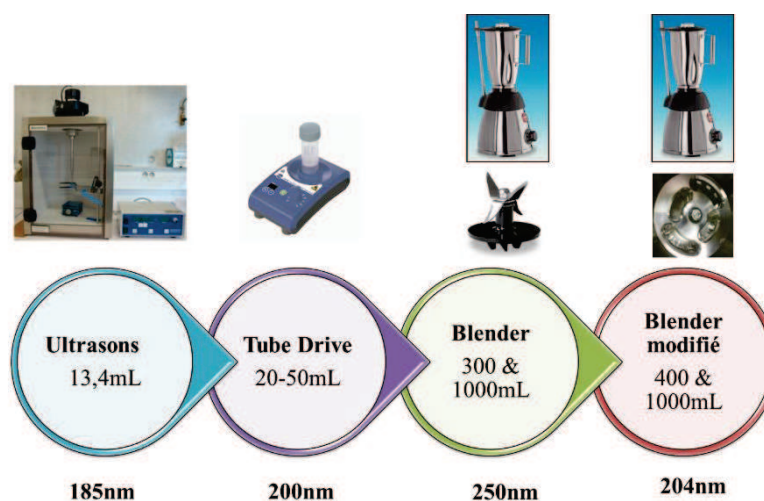 Ultrasons
13,4mL
Tube Drive
20-50mL
Blender
300 &
1000mL
Blender
modifié
400 &
1000mL
185nm
200nm
250nm
204nm